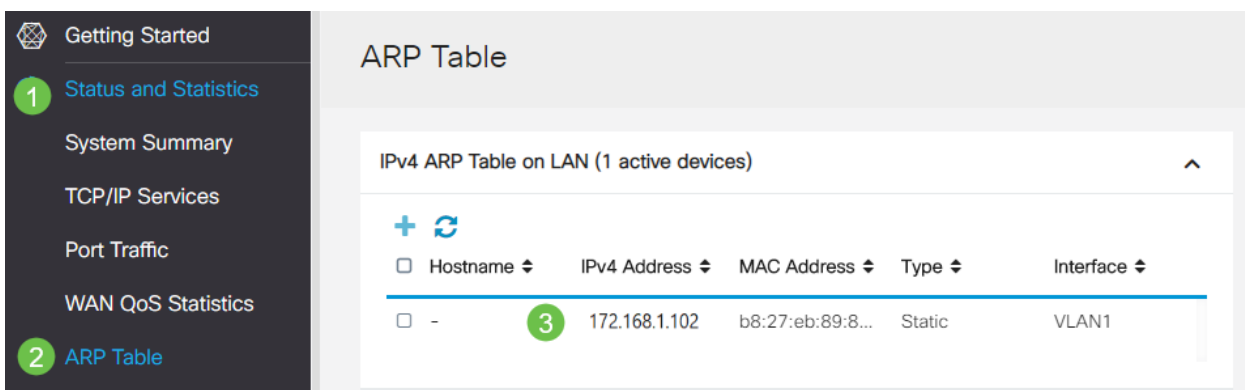 Getting Started
1 Status and Statistics
System Summary
TCP/IP Services
Port Traffic
WAN QoS Statistics
2 ARP Table
ARP Table
IPv4 ARP Table on LAN (1 active devices)
Hostname IPv4 Address MAC Address Type Interface
- 3 172.168.1.102 b8:27:eb:89:8... Static VLAN1